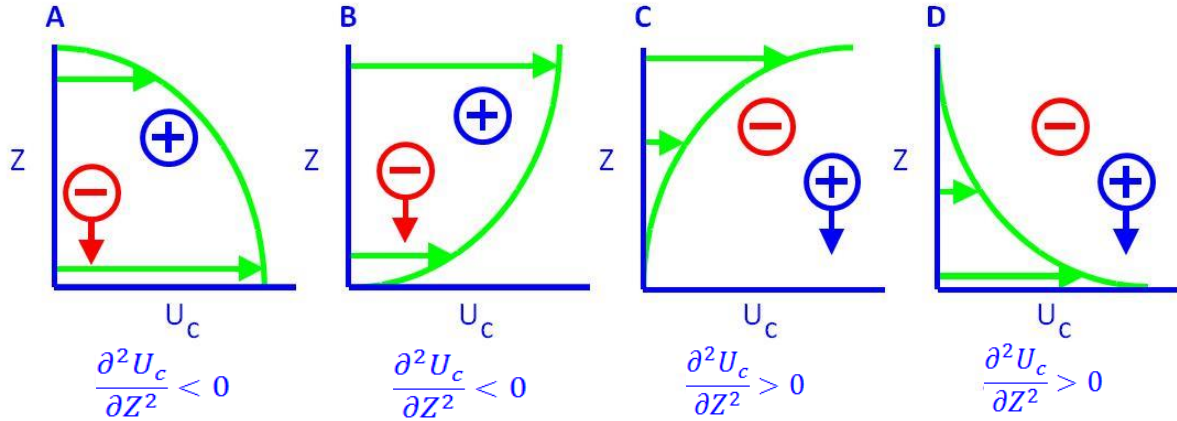 A B C D
+ + − −
Z − Z − Z + Z +
U_c U_c U_c U_c
∂²U_c/∂Z² < 0 ∂²U_c/∂Z² < 0 ∂²U_c/∂Z² > 0 ∂²U_c/∂Z² > 0